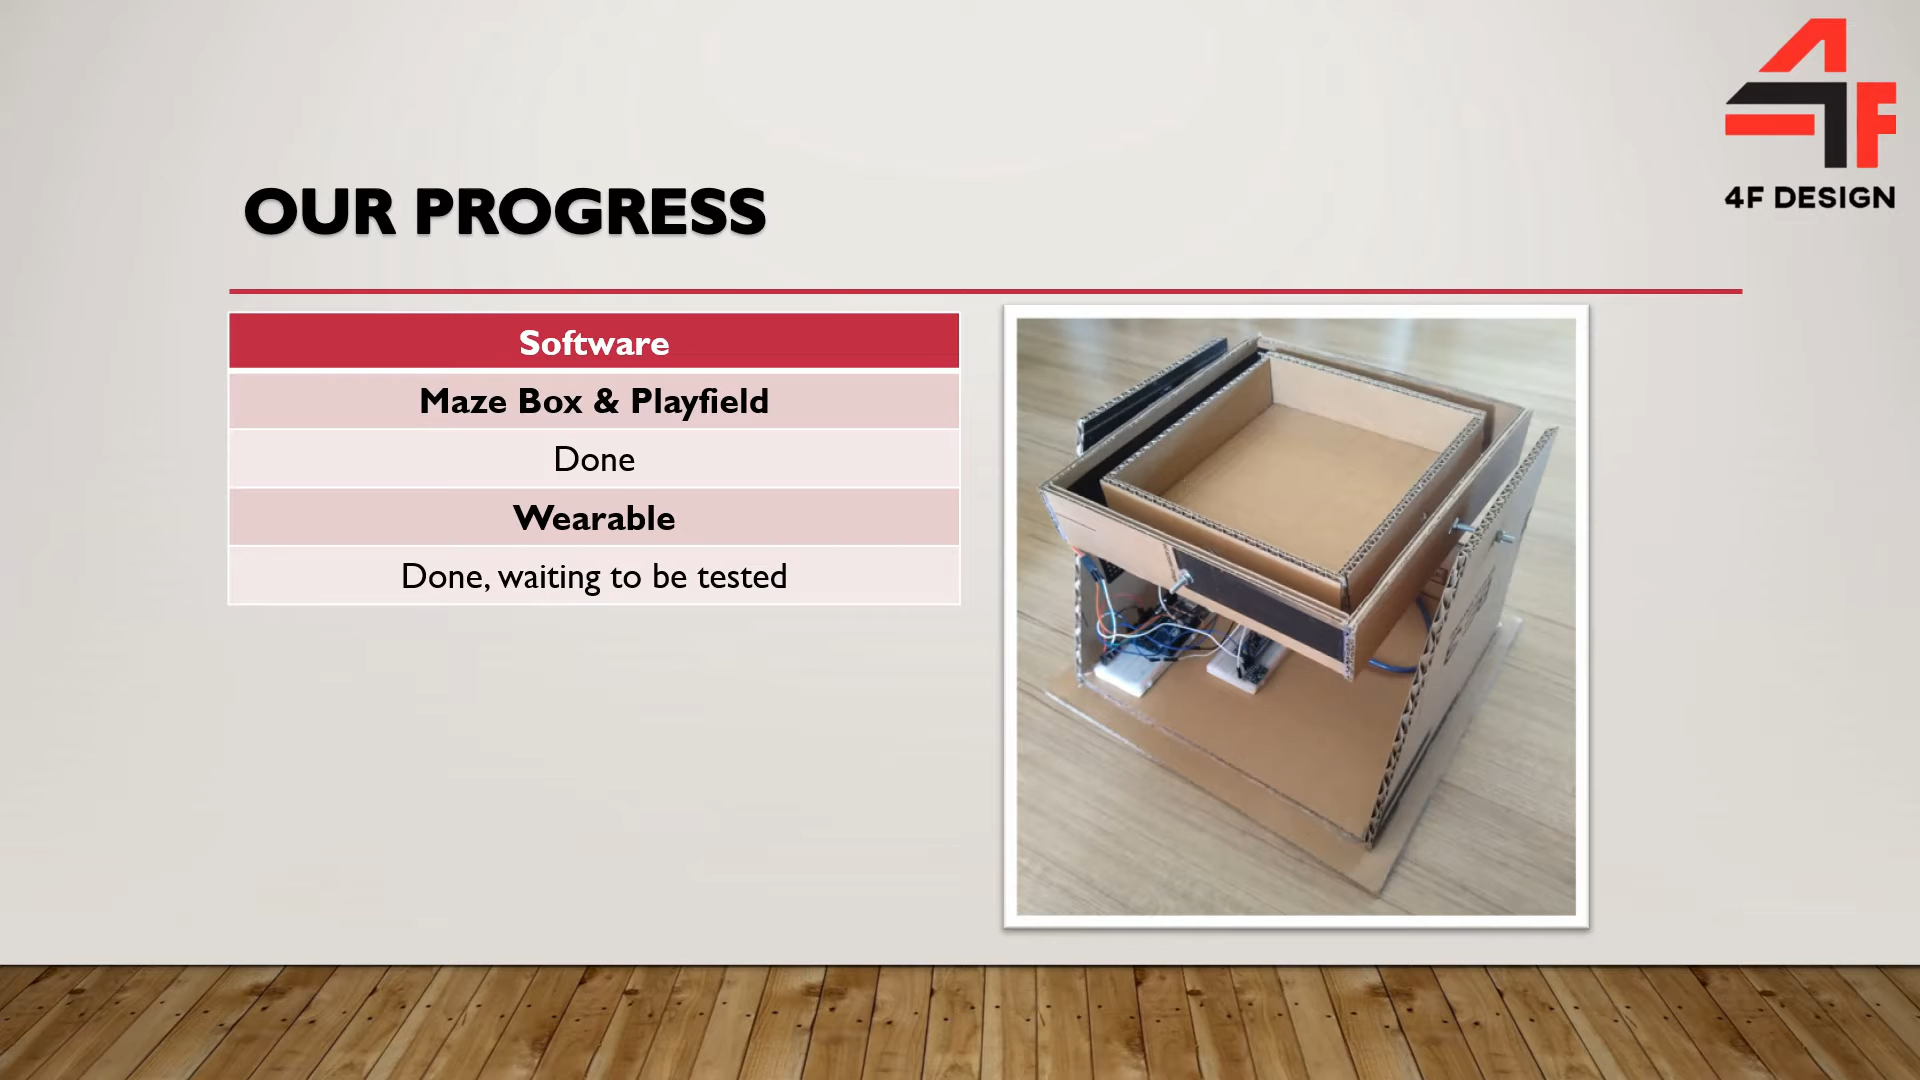 4F DESIGN
OUR PROGRESS
Software
Maze Box & Playfield
Done
Wearable
Done, waiting to be tested